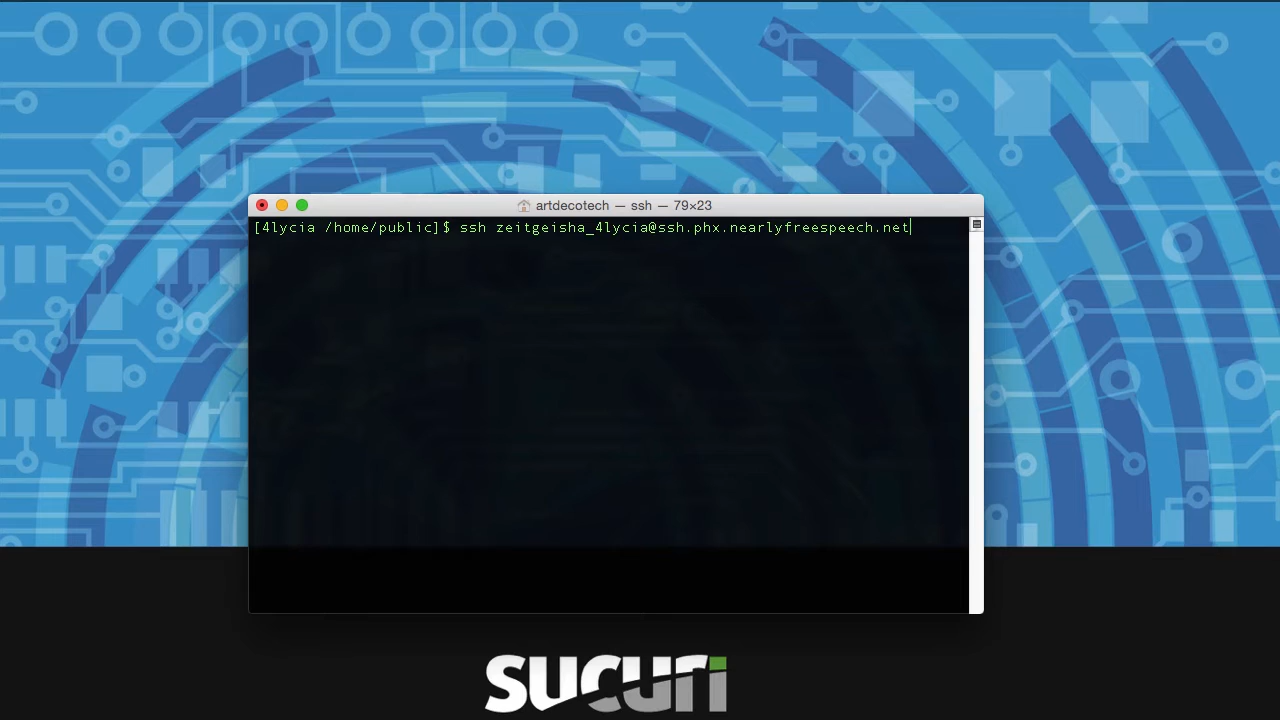 artdecotech — ssh — 79×23
[4lycia /home/public]$ ssh zeitgeisha_4lycia@ssh.phx.nearlyfreespeech.net
sucuri